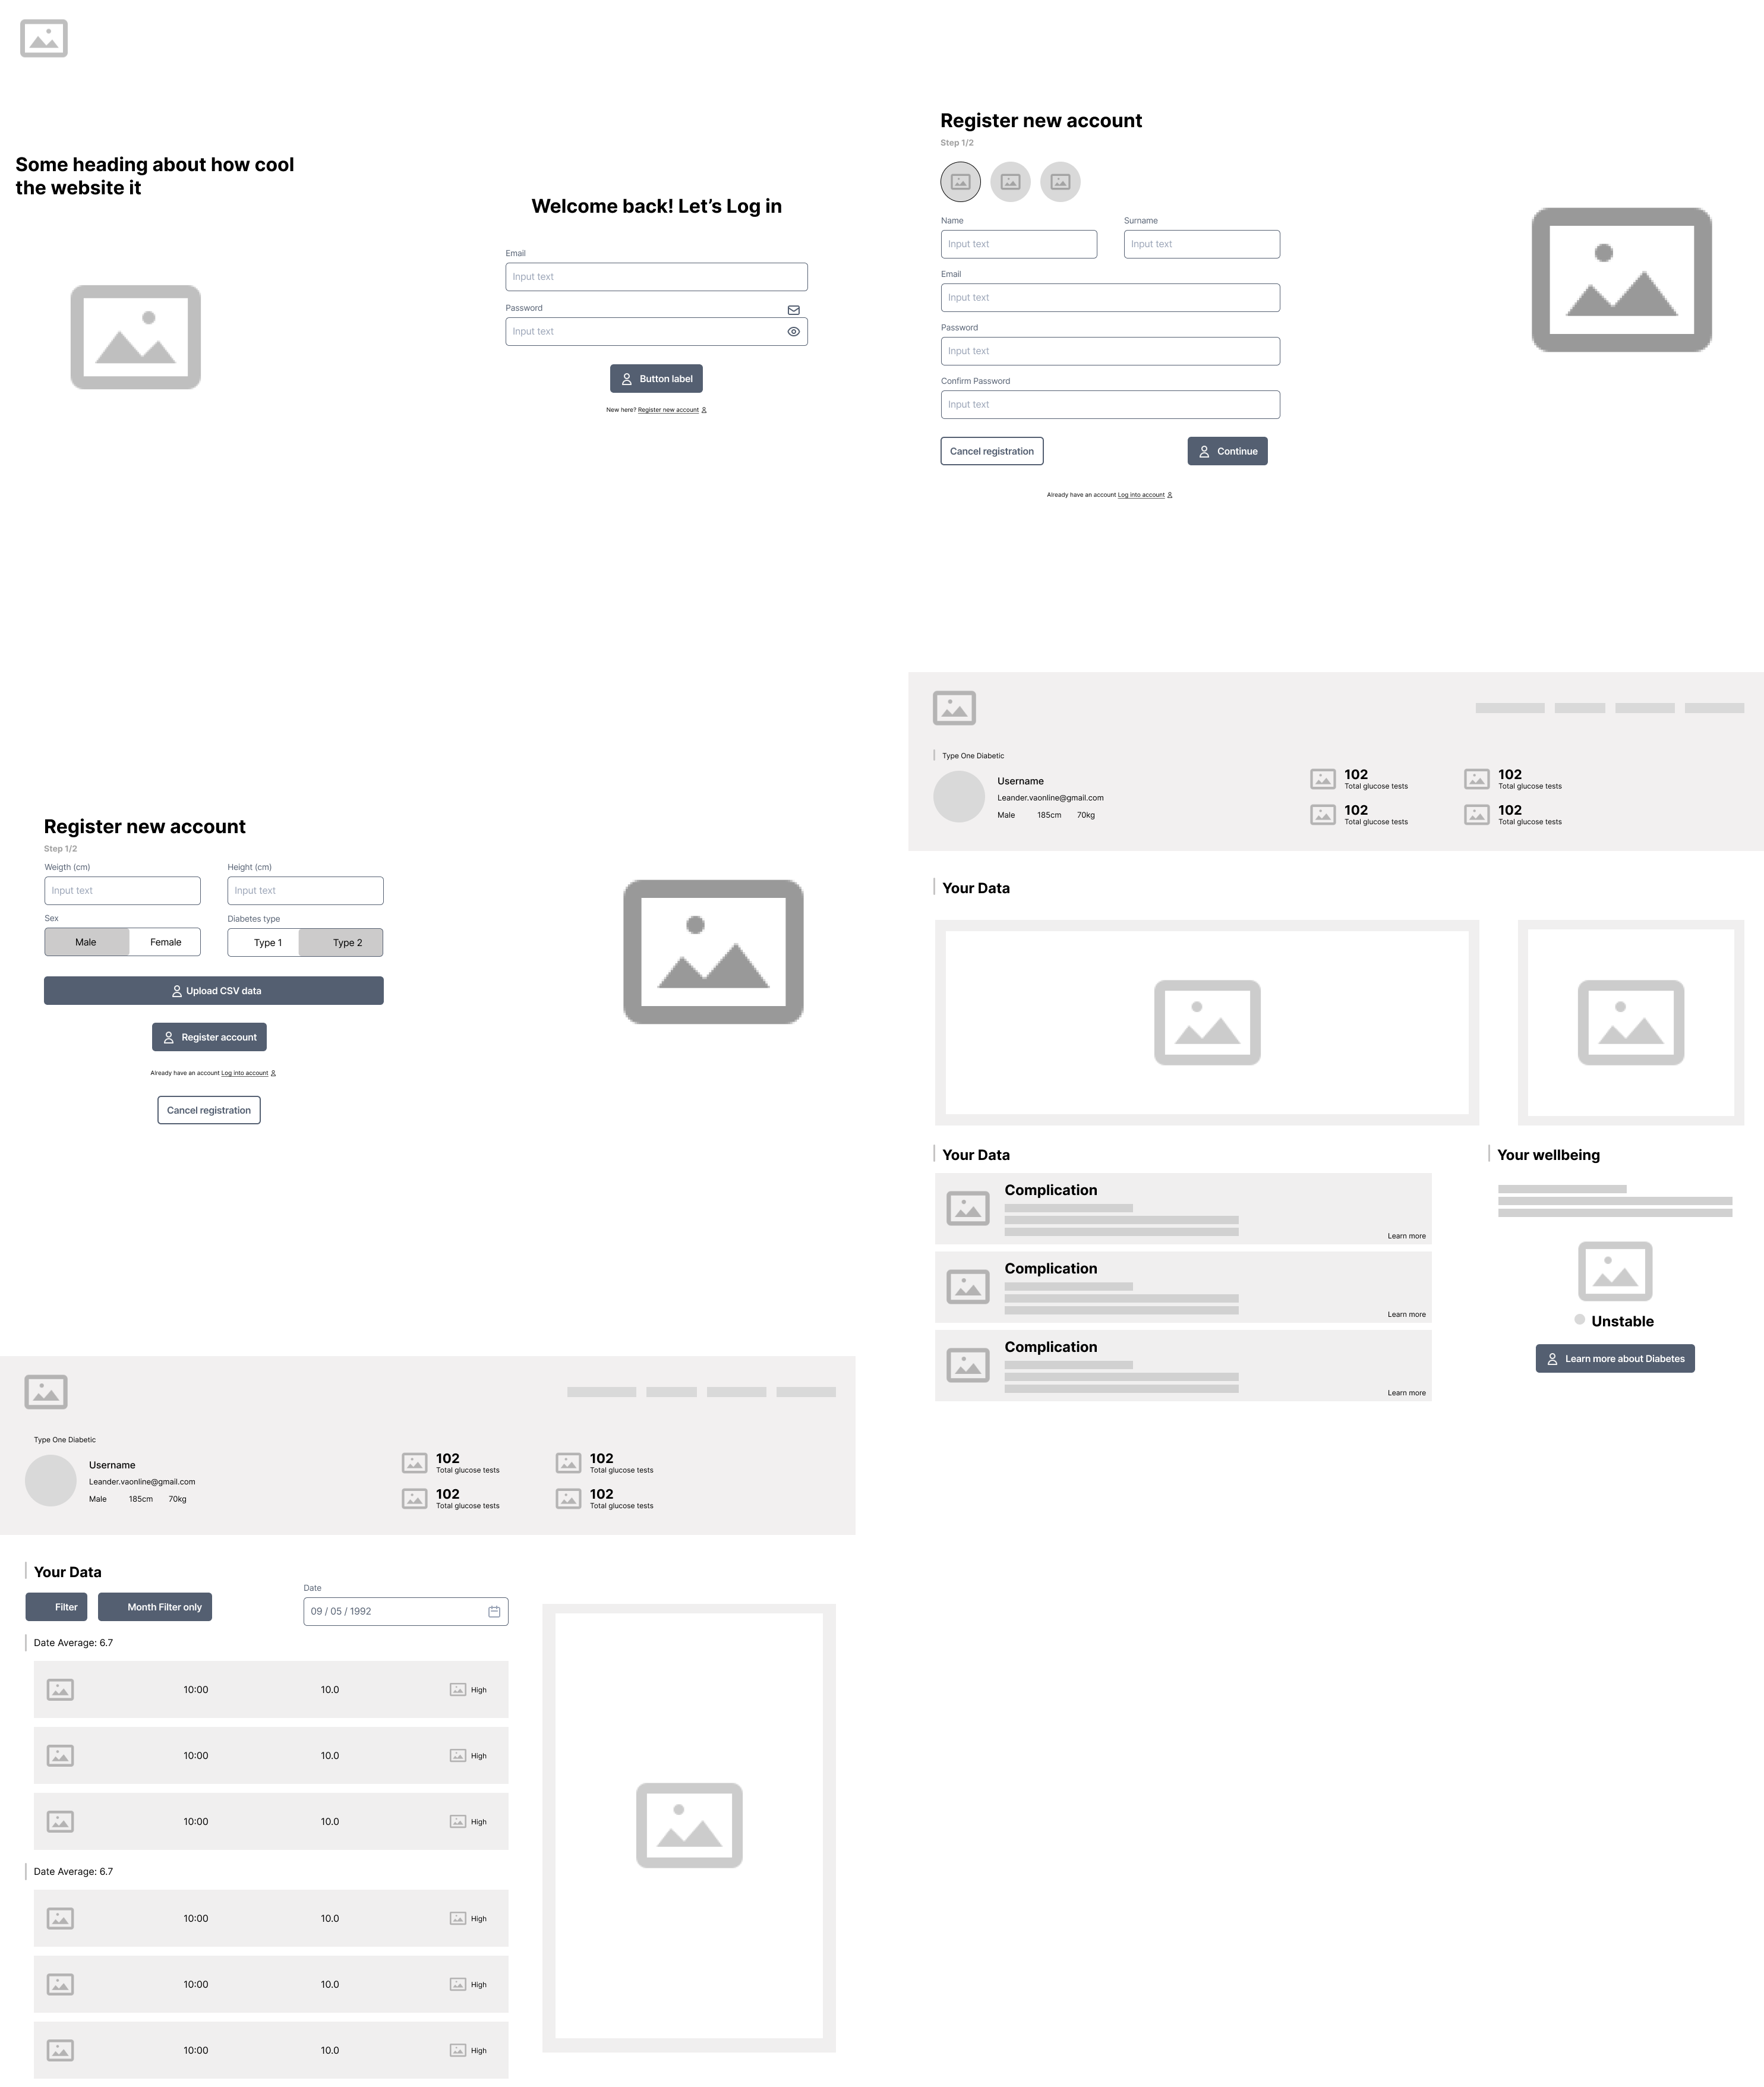 Some heading about how cool
the website it
Welcome back! Let's Log in
Email
Input text
Password
Input text
Button label
New here? Register new account
Register new account
Step 1/2
Name
Surname
Input text
Input text
Email
Input text
Password
Input text
Confirm Password
Input text
Cancel registration
Continue
Already have an account Log into account
Register new account
Step 1/2
Weigth (cm)
Height (cm)
Input text
Input text
Sex
Diabetes type
Male
Female
Type 1
Type 2
Upload CSV data
Register account
Already have an account Log into account
Cancel registration
Type One Diabetic
Username
Leander.vaonline@gmail.com
Male 185cm 70kg
102
Total glucose tests
102
Total glucose tests
102
Total glucose tests
102
Total glucose tests
Your Data
Your Data
Complication
Learn more
Complication
Learn more
Complication
Learn more
Your wellbeing
Unstable
Learn more about Diabetes
Type One Diabetic
Username
Leander.vaonline@gmail.com
Male 185cm 70kg
102
Total glucose tests
102
Total glucose tests
102
Total glucose tests
102
Total glucose tests
Your Data
Filter
Month Filter only
Date
09 / 05 / 1992
Date Average: 6.7
10:00 10.0 High
10:00 10.0 High
10:00 10.0 High
Date Average: 6.7
10:00 10.0 High
10:00 10.0 High
10:00 10.0 High